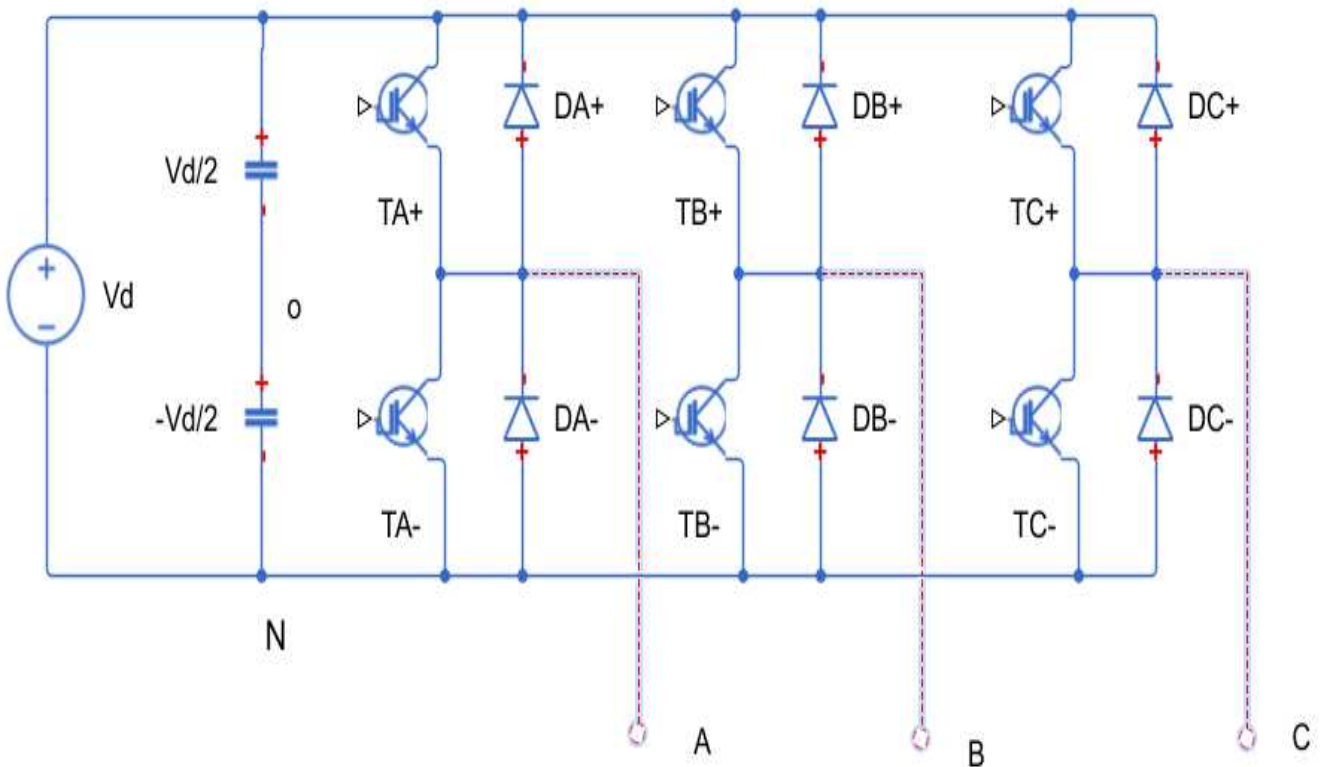 DA+
DB+
DC+
Vd/2
TA+
TB+
TC+
Vd
o
-Vd/2
DA-
DB-
DC-
TA-
TB-
TC-
N
A
B
C